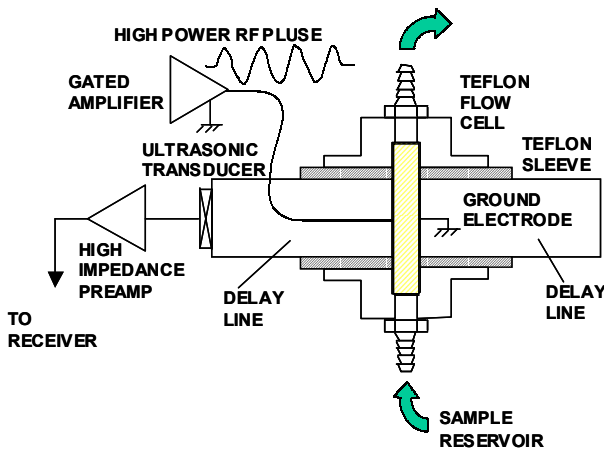 HIGH POWER RF PLUSE
GATED
AMPLIFIER
TEFLON
FLOW
CELL
ULTRASONIC
TRANSDUCER
TEFLON
SLEEVE
GROUND
ELECTRODE
HIGH
IMPEDANCE
PREAMP
DELAY
LINE
DELAY
LINE
TO
RECEIVER
SAMPLE
RESERVOIR